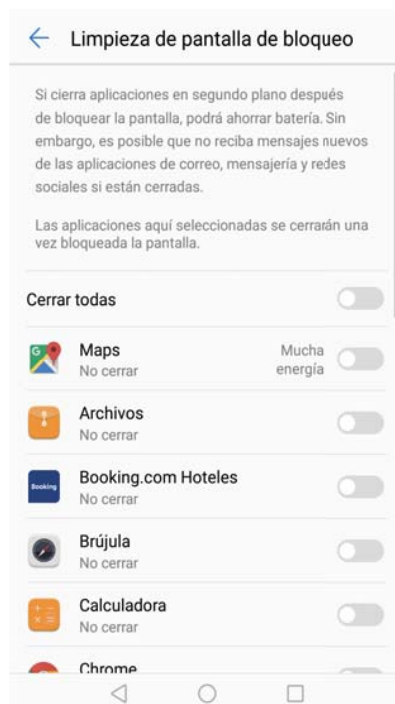 Limpieza de pantalla de bloqueo
Si cierra aplicaciones en segundo plano después
de bloquear la pantalla, podrá ahorrar batería. Sin
embargo, es posible que no reciba mensajes nuevos
de las aplicaciones de correo, mensajería y redes
sociales si están cerradas.
Las aplicaciones aquí seleccionadas se cerrarán una
vez bloqueada la pantalla.
Cerrar todas
G
Maps
No cerrar
Mucha
energía
Archivos
No cerrar
Booking
Booking.com Hoteles
No cerrar
Brújula
No cerrar
Calculadora
No cerrar
Chrome